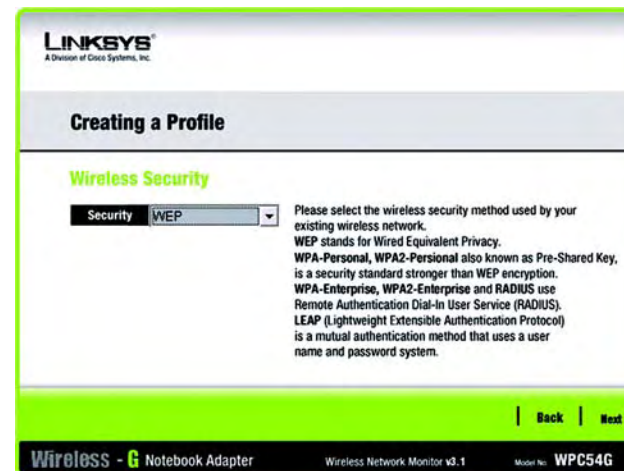 LINKSYS®
A Division of Cisco Systems, Inc.
Creating a Profile
Wireless Security
Security WEP
Please select the wireless security method used by your
existing wireless network.
WEP stands for Wired Equivalent Privacy.
WPA-Personal, WPA2-Persional also known as Pre-Shared Key,
is a security standard stronger than WEP encryption.
WPA-Enterprise, WPA2-Enterprise and RADIUS use
Remote Authentication Dial-In User Service (RADIUS).
LEAP (Lightweight Extensible Authentication Protocol)
is a mutual authentication method that uses a user
name and password system.
Back Next
Wireless - G Notebook Adapter Wireless Network Monitor v3.1 Model No. WPC54G